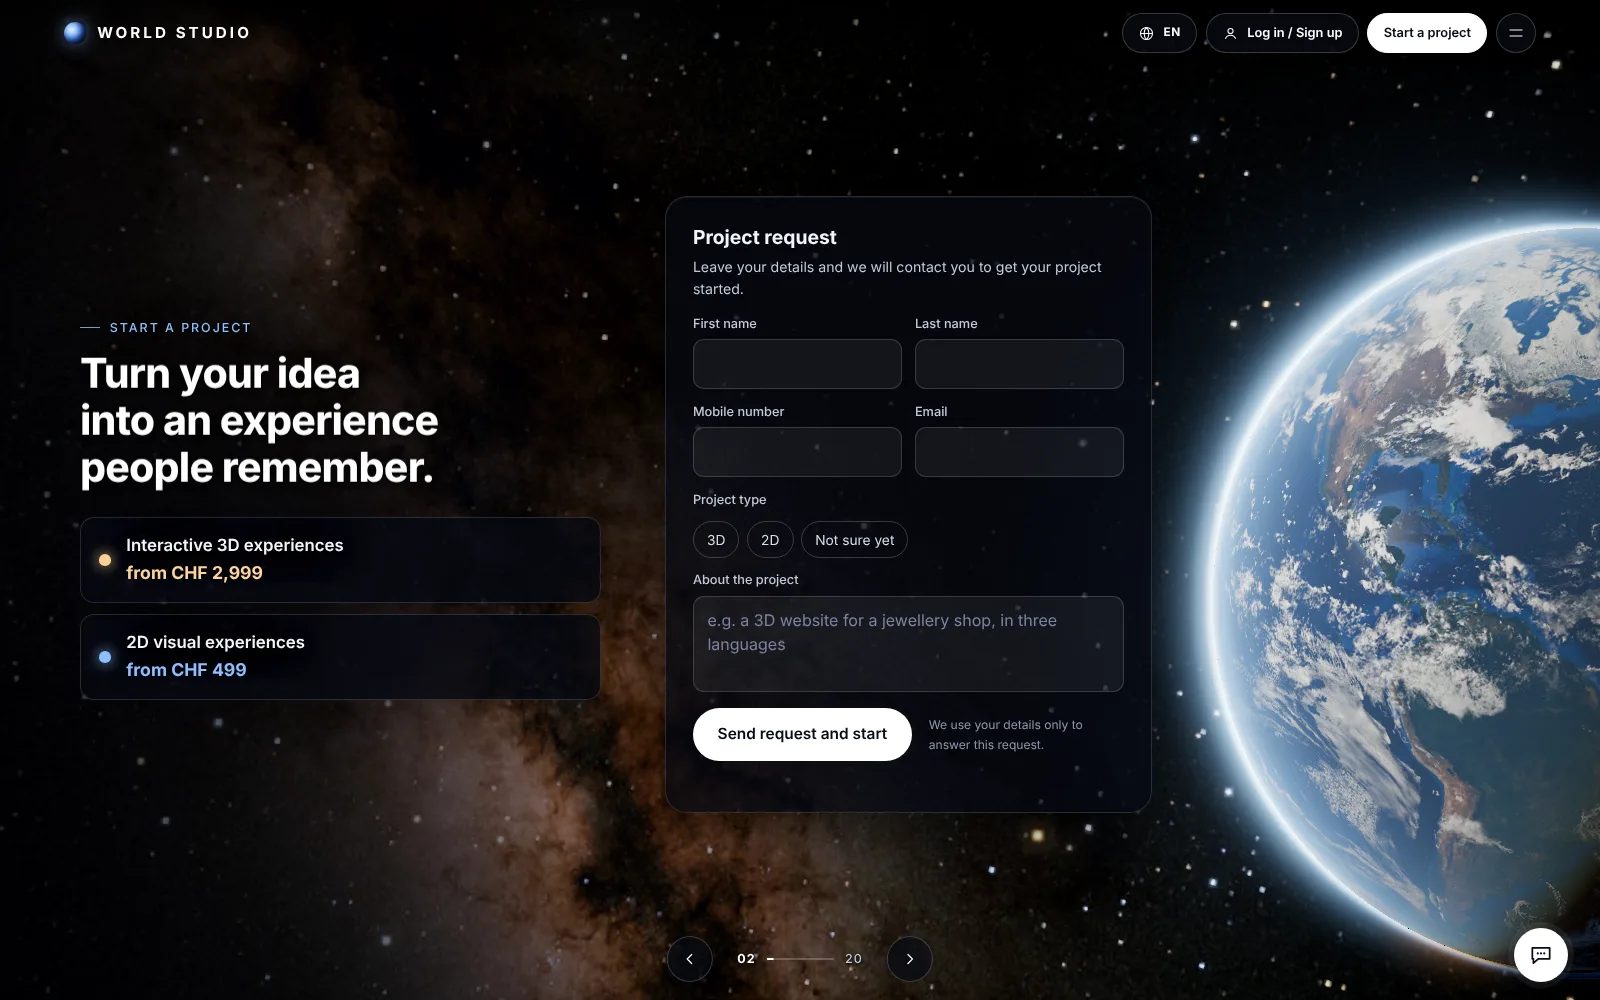 WORLD STUDIO
EN
Log in / Sign up
Start a project
START A PROJECT
Turn your idea
into an experience
people remember.
Interactive 3D experiences
from CHF 2,999
2D visual experiences
from CHF 499
Project request
Leave your details and we will contact you to get your project
started.
First name
Last name
Mobile number
Email
Project type
3D
2D
Not sure yet
About the project
e.g. a 3D website for a jewellery shop, in three
languages
Send request and start
We use your details only to
answer this request.
02
20